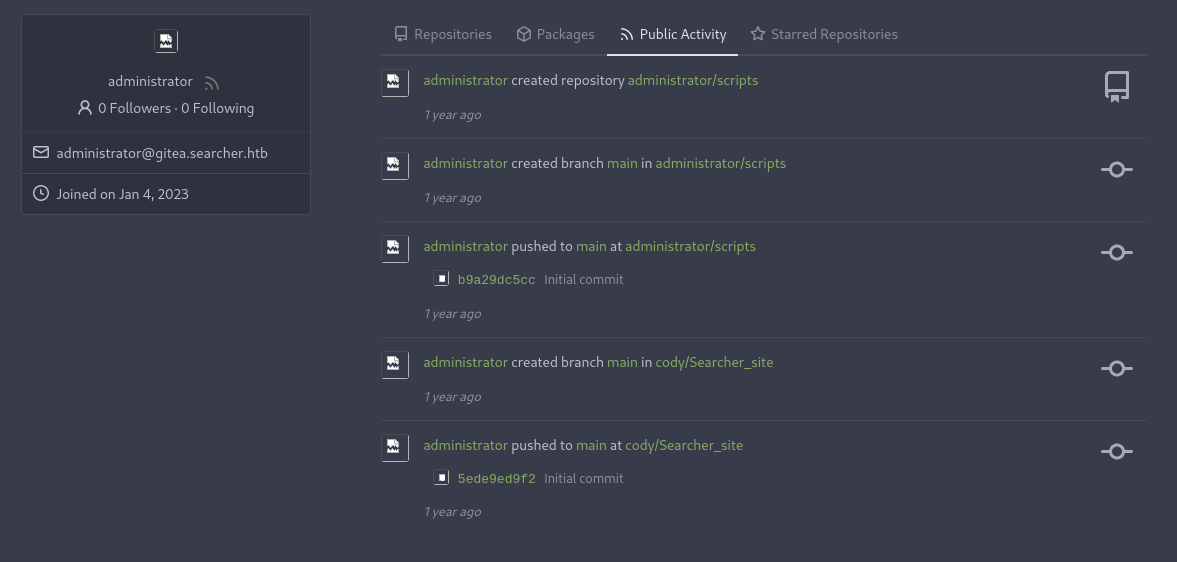 administrator
0 Followers · 0 Following
administrator@gitea.searcher.htb
Joined on Jan 4, 2023
Repositories Packages Public Activity Starred Repositories
administrator created repository administrator/scripts
1 year ago
administrator created branch main in administrator/scripts
1 year ago
administrator pushed to main at administrator/scripts
b9a29dc5cc Initial commit
1 year ago
administrator created branch main in cody/Searcher_site
1 year ago
administrator pushed to main at cody/Searcher_site
5ede9ed9f2 Initial commit
1 year ago